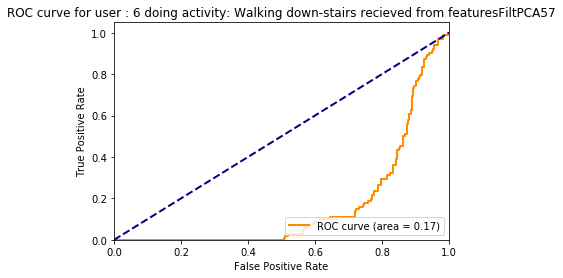 ROC curve for user : 6 doing activity: Walking down-stairs recieved from featuresFiltPCA57
1.0
0.8
0.6
0.4
0.2
0.0
True Positive Rate
ROC curve (area = 0.17)
0.0 0.2 0.4 0.6 0.8 1.0
False Positive Rate